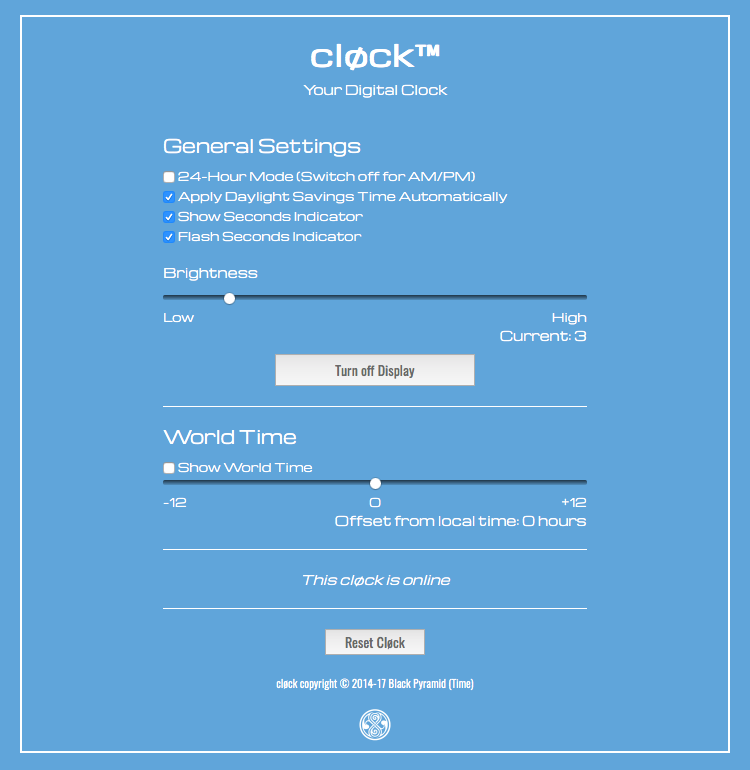 cløck™
Your Digital Clock
General Settings
24-Hour Mode (Switch off for AM/PM)
Apply Daylight Savings Time Automatically
Show Seconds Indicator
Flash Seconds Indicator
Brightness
Low High
Current: 3
Turn off Display
World Time
Show World Time
-12 0 +12
Offset from local time: 0 hours
This cløck is online
Reset Cløck
cløck copyright © 2014-17 Black Pyramid (Time)